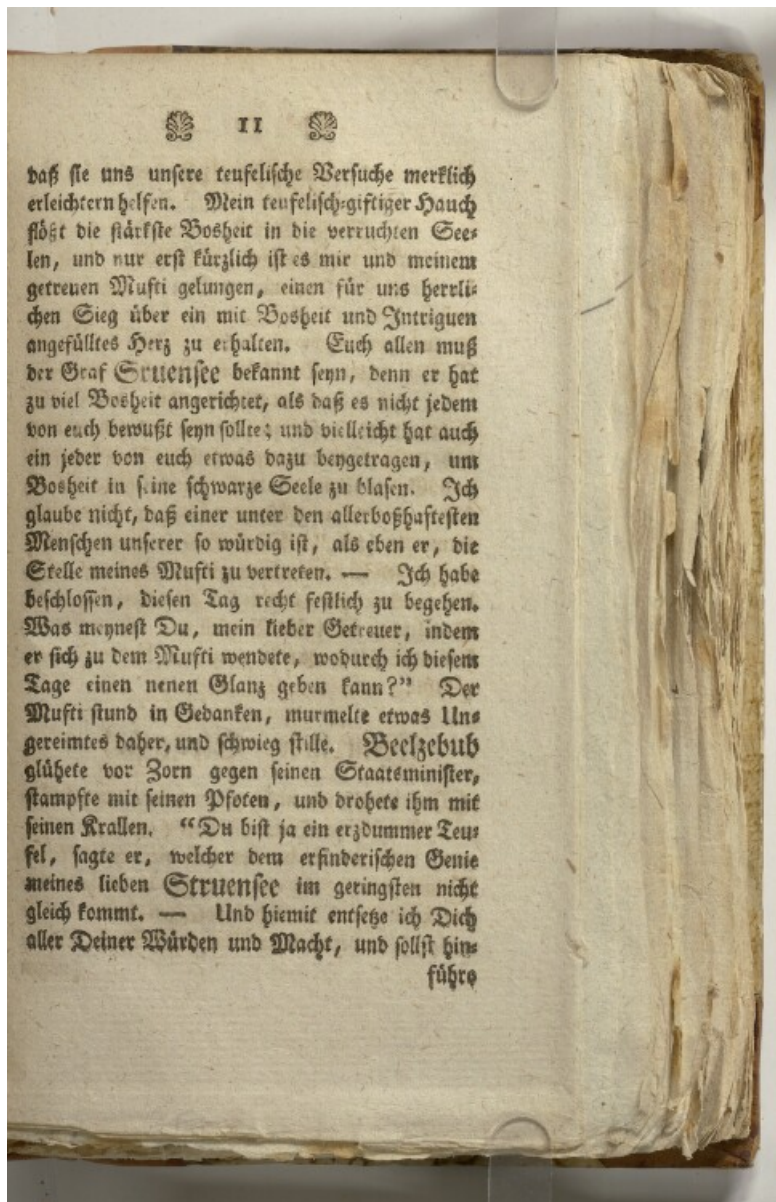 11
daß sie uns unsere teufelische Versuche merklich
erleichtern helfen. Mein teufelisch-giftiger Hauch
flößt die stärkste Bosheit in die verruchten See-
len, und nur erst kürzlich ist es mir und meinem
getreuen Mufti gelungen, einen für uns herrli-
chen Sieg über ein mit Bosheit und Intriguen
angefülltes Herz zu erhalten. Euch allen muß
der Graf Struensee bekannt seyn, denn er hat
zu viel Bosheit angerichtet, als daß es nicht jedem
von euch bewußt seyn sollte; und vielleicht hat auch
ein jeder von euch etwas dazu beygetragen, um
Bosheit in seine schwarze Seele zu blasen. Ich
glaube nicht, daß einer unter den allerboßhaftesten
Menschen unserer so würdig ist, als eben er, die
Stelle meines Mufti zu vertreten. — Ich habe
beschlossen, diesen Tag recht festlich zu begehen.
Was meynest Du, mein lieber Getreuer, indem
er sich zu dem Mufti wendete, wodurch ich diesem
Tage einen nenen Glanz geben kann?” Der
Mufti stund in Gedanken, murmelte etwas Un-
gereimtes daher, und schwieg stille. Beelzebub
glühete vor Zorn gegen seinen Staatsminister,
stampfte mit seinen Pfoten, und drohete ihm mit
seinen Krallen. “Du bist ja ein erzdummer Teu-
fel, sagte er, welcher dem erfinderischen Genie
meines lieben Struensee im geringsten nicht
gleich kommt. — Und hiemit entsetze ich Dich
aller Deiner Würden und Macht, und sollst hin-
führo